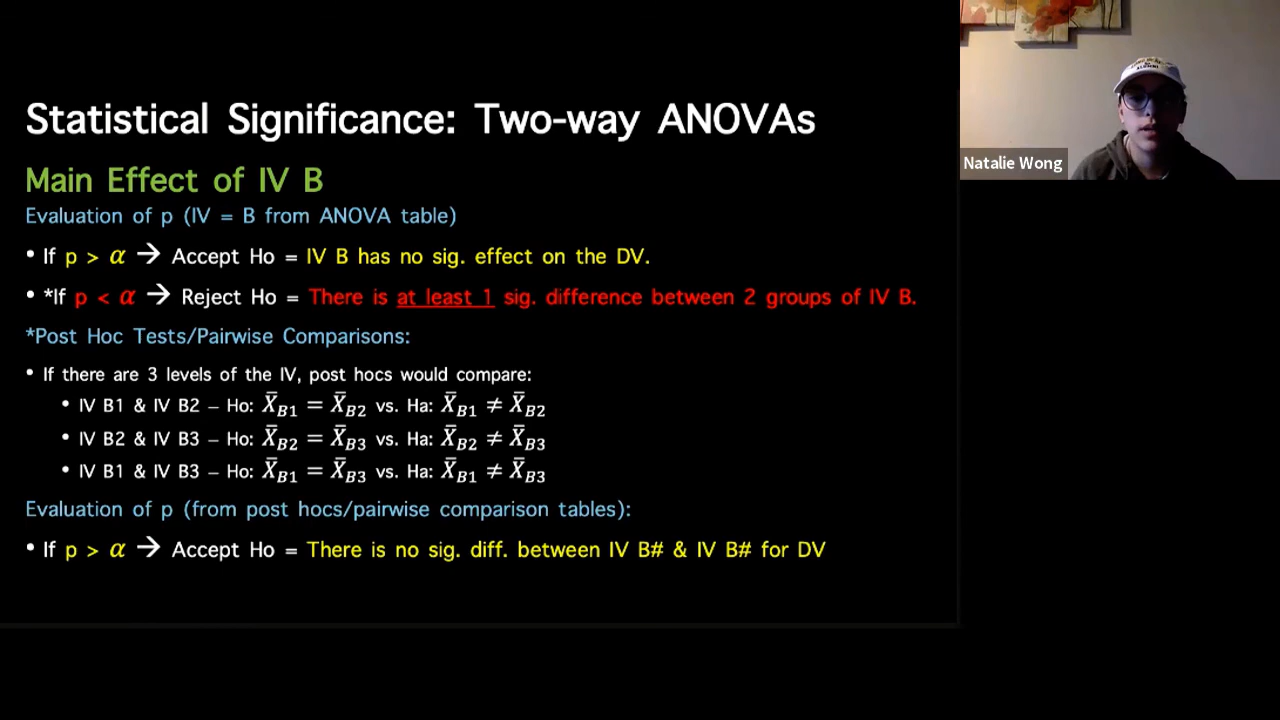 Statistical Significance: Two-way ANOVAs
Main Effect of IV B
Evaluation of p (IV = B from ANOVA table)
• If p > α → Accept Ho = IV B has no sig. effect on the DV.
• *If p < α → Reject Ho = There is at least 1 sig. difference between 2 groups of IV B.
*Post Hoc Tests/Pairwise Comparisons:
• If there are 3 levels of the IV, post hocs would compare:
• IV B1 & IV B2 – Ho: X̄B1 = X̄B2 vs. Ha: X̄B1 ≠ X̄B2
• IV B2 & IV B3 – Ho: X̄B2 = X̄B3 vs. Ha: X̄B2 ≠ X̄B3
• IV B1 & IV B3 – Ho: X̄B1 = X̄B3 vs. Ha: X̄B1 ≠ X̄B3
Evaluation of p (from post hocs/pairwise comparison tables):
• If p > α → Accept Ho = There is no sig. diff. between IV B# & IV B# for DV
Natalie Wong